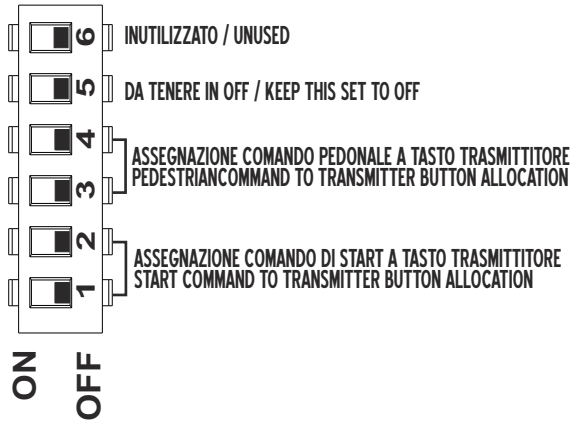 6 INUTILIZZATO / UNUSED
5 DA TENERE IN OFF / KEEP THIS SET TO OFF
4
ASSEGNAZIONE COMANDO PEDONALE A TASTO TRASMITTITORE
PEDESTRIANCOMMAND TO TRANSMITTER BUTTON ALLOCATION
3
2
ASSEGNAZIONE COMANDO DI START A TASTO TRASMITTITORE
START COMMAND TO TRANSMITTER BUTTON ALLOCATION
1
ON
OFF